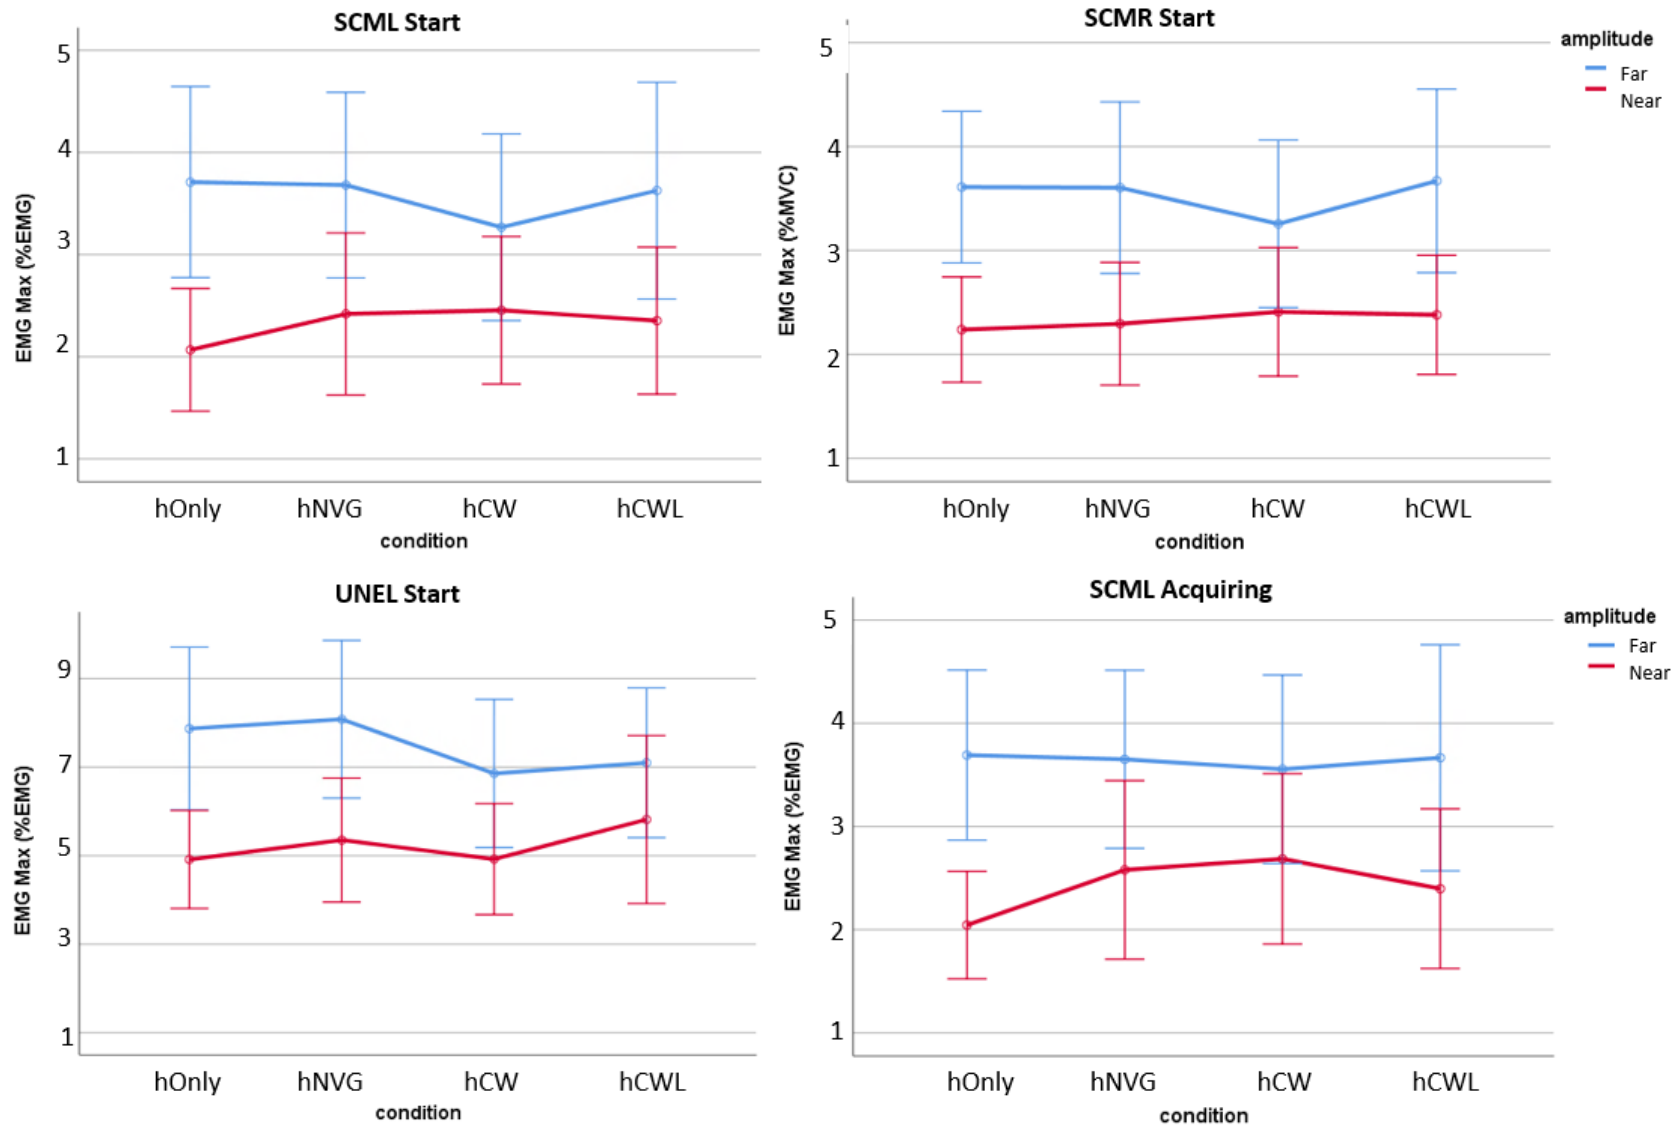 SCML Start
5
4
3
2
1
EMG Max (%EMG)
hOnly hNVG hCW hCWL
condition
SCMR Start
5
4
3
2
1
EMG Max (%MVC)
hOnly hNVG hCW hCWL
condition
amplitude
Far
Near
UNEL Start
9
7
5
3
1
EMG Max (%EMG)
hOnly hNVG hCW hCWL
condition
SCML Acquiring
5
4
3
2
1
EMG Max (%EMG)
hOnly hNVG hCW hCWL
condition
amplitude
Far
Near